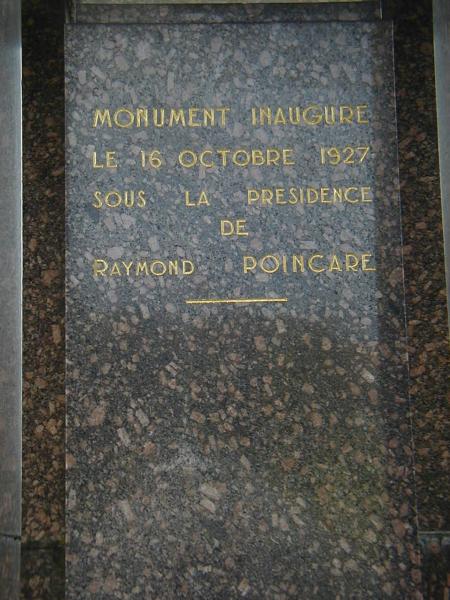 MONUMENT INAUGURE
LE 16 OCTOBRE 1927
SOUS LA PRESIDENCE
DE
RAYMOND POINCARE